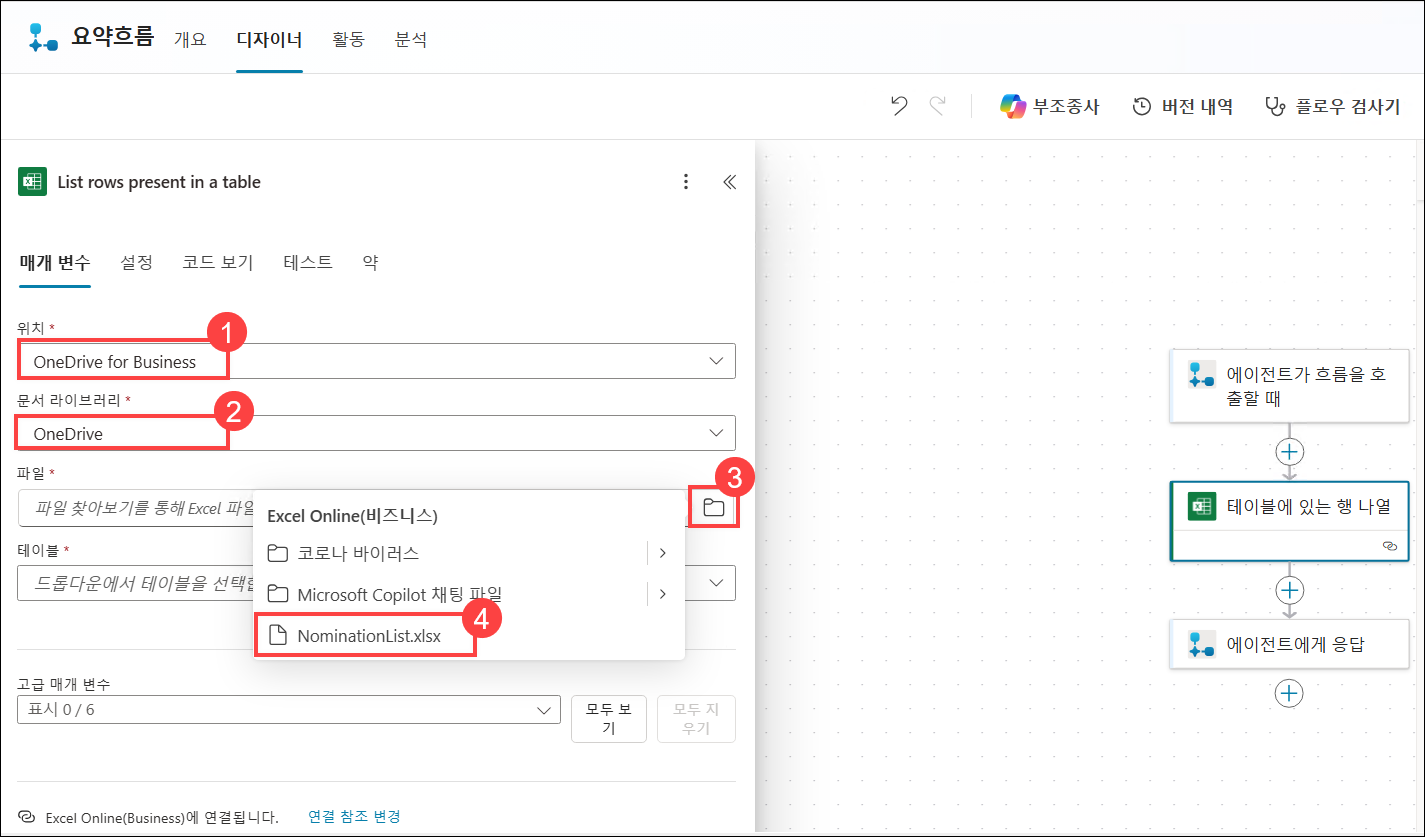 요약흐름 개요 디자이너 활동 분석
부조종사 버전 내역 플로우 검사기
List rows present in a table
매개 변수 설정 코드 보기 테스트 약
위치 *
1
OneDrive for Business
문서 라이브러리 *
2
OneDrive
파일 *
3
파일 찾아보기를 통해 Excel 파일
Excel Online(비즈니스)
코로나 바이러스
테이블 *
드롭다운에서 테이블을 선택합
Microsoft Copilot 채팅 파일
4
NominationList.xlsx
고급 매개 변수
표시 0 / 6
모두 보
기
모두 지
우기
Excel Online(Business)에 연결됩니다. 연결 참조 변경
에이전트가 흐름을 호
출할 때
테이블에 있는 행 나열
에이전트에게 응답